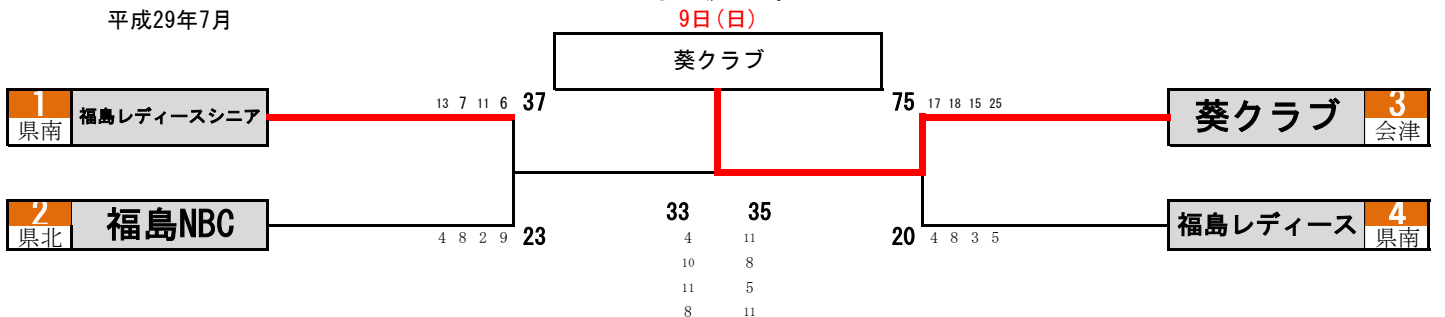 平成29年7月
9日(日)
葵クラブ
1
県南
福島レディースシニア
13 7 11 6 37
75 17 18 15 25
葵クラブ
3
会津
2
県北
福島NBC
4 8 2 9 23
33 35
4 11
10 8
11 5
8 11
20 4 8 3 5
福島レディース
4
県南